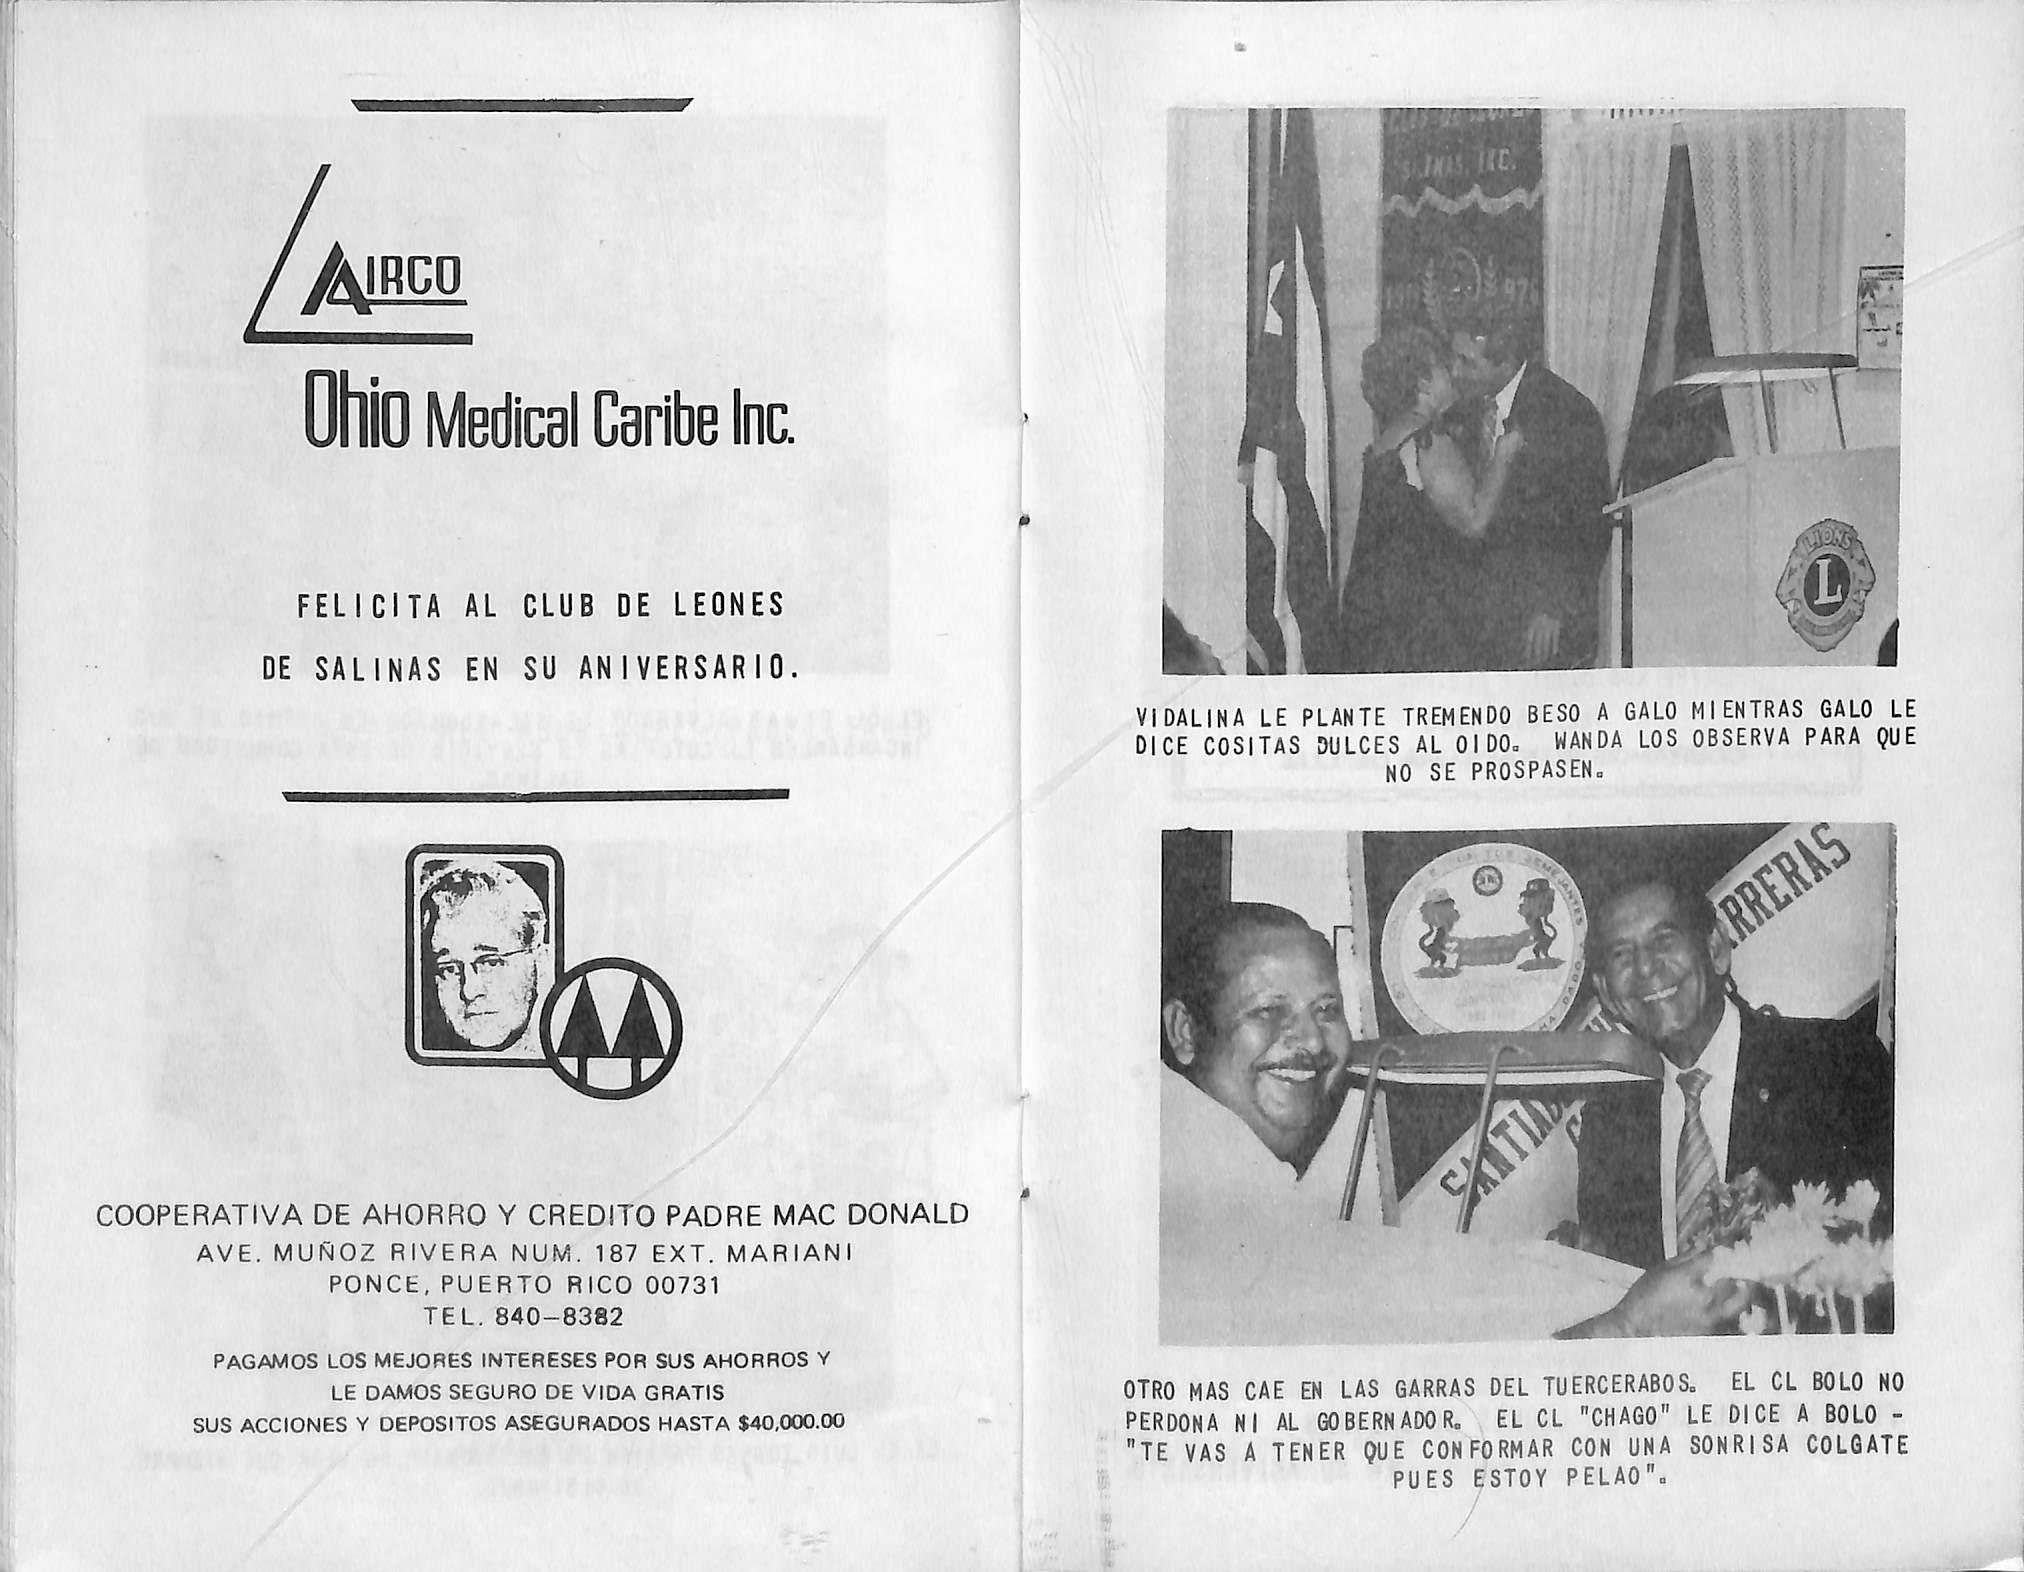 AIRCO
Ohio Medical Caribe Inc.
FELICITA AL CLUB DE LEONES
DE SALINAS EN SU ANIVERSARIO.
COOPERATIVA DE AHORRO Y CREDITO PADRE MAC DONALD
AVE. MUÑOZ RIVERA NUM. 187 EXT. MARIANI
PONCE, PUERTO RICO 00731
TEL. 840-8382
PAGAMOS LOS MEJORES INTERESES POR SUS AHORROS Y
LE DAMOS SEGURO DE VIDA GRATIS
SUS ACCIONES Y DEPOSITOS ASEGURADOS HASTA $40,000.00
INC.
LIONS
L
VIDALINA LE PLANTE TREMENDO BESO A GALO MIENTRAS GALO LE
DICE COSITAS DULCES AL OIDO. WANDA LOS OBSERVA PARA QUE
NO SE PROSPASEN.
CON TUS SEMEJANTES
RRERAS
SANTIA
OTRO MAS CAE EN LAS GARRAS DEL TUERCERABOS. EL CL BOLO NO
PERDONA NI AL GOBERNADOR. EL CL "CHAGO" LE DICE A BOLO -
"TE VAS A TENER QUE CONFORMAR CON UNA SONRISA COLGATE
PUES ESTOY PELAO".